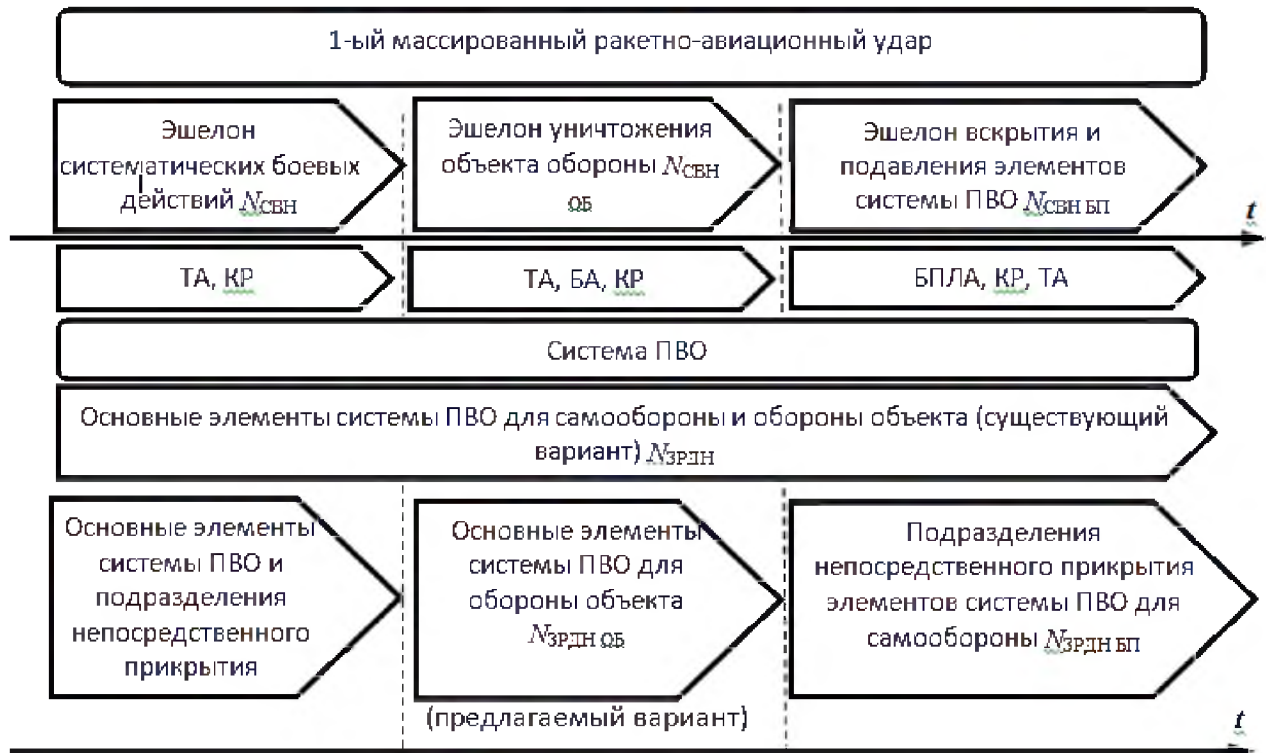 1-ый массированный ракетно-авиационный удар
Эшелон
систематических боевых
действий NСВН
Эшелон уничтожения
объекта обороны NСВН
ОБ
Эшелон вскрытия и
подавления элементов
системы ПВО NСВН БП
t
ТА, КР
ТА, БА, КР
БПЛА, КР, ТА
Система ПВО
Основные элементы системы ПВО для самообороны и обороны объекта (существующий
вариант) NЗРДН
Основные элементы
системы ПВО и
подразделения
непосредственного
прикрытия
Основные элементы
системы ПВО для
обороны объекта
NЗРДН ОБ
Подразделения
непосредственного прикрытия
элементов системы ПВО для
самообороны NЗРДН БП
(предлагаемый вариант)
t